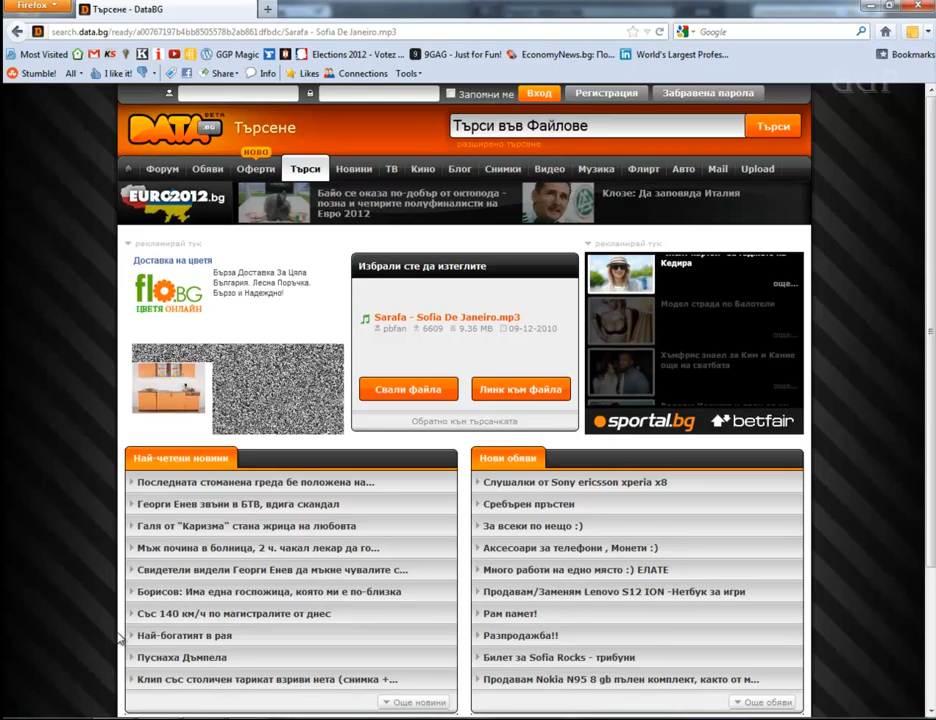 Firefox
Търсене - DataBG
search.data.bg/ready/a00767197b4bb8505578b2ab861dfbdc/Sarafa - Sofia De Janeiro.mp3
Google
Most Visited
GGP Magic
Elections 2012 - Votez ...
9GAG - Just for Fun!
EconomyNews.bg: По...
World's Largest Profes...
Bookmarks
Stumble!
All
I like it!
Share
Info
Likes
Connections
Tools
Запомни ме
Вход
Регистрация
Забравена парола
DATA .BG
BETA
Търсене
Търси във Файлове
Търси
разширено търсене
НОВО
Форум
Обяви
Оферти
Търси
Новини
ТВ
Кино
Блог
Снимки
Видео
Музика
Флирт
Авто
Mail
Upload
EURO2012.bg
Байо се оказа по-добър от октопода -
позна и четирите полуфиналисти на
Евро 2012
Клозе: Да заповяда Италия
рекламирай тук
рекламирай тук
Доставка на цветя
Бърза Доставка За Цяла
България. Лесна Поръчка.
Бързо и Надеждно!
flo.BG
ЦВЕТЯ ОНЛАЙН
Избрали сте да изтеглите
Sarafa - Sofia De Janeiro.mp3
pbfan
6609
9.36 MB
09-12-2010
Свали файла
Линк към файла
Обратно към търсачката
Кедира
още...
Модел страда по Балотели
още...
Хъмфрис знаел за Ким и Кание
още на сватбата
още...
sportal.bg
betfair
Най-четени новини
Последната стоманена греда бе положена на...
Георги Енев звъни в БТВ, вдига скандал
Галя от "Каризма" стана жрица на любовта
Мъж почина в болница, 2 ч. чакал лекар да го...
Свидетели видели Георги Енев да мъкне чувалите с...
Борисов: Има една госпожица, която ми е по-близка
Със 140 км/ч по магистралите от днес
Най-богатият в рая
Пуснаха Дъмпела
Клип със столичен тарикат взриви нета (снимка +...
Още новини
Нови обяви
Слушалки от Sony ericsson xperia x8
Сребърен пръстен
За всеки по нещо :)
Аксесоари за телефони , Монети :)
Много работи на едно място :) ЕЛАТЕ
Продавам/Заменям Lenovo S12 ION -Нетбук за игри
Рам памет!
Разпродажба!!
Билет за Sofia Rocks - трибуни
Продавам Nokia N95 8 gb пълен комплект, както от м...
Още обяви